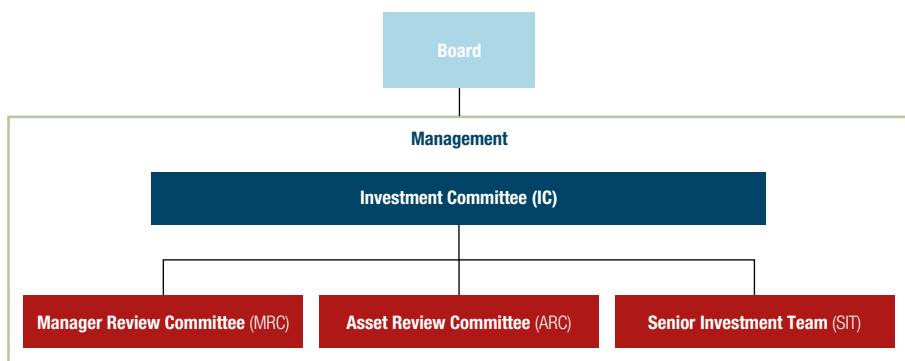 Board
Management
Investment Committee (IC)
Manager Review Committee (MRC)
Asset Review Committee (ARC)
Senior Investment Team (SIT)